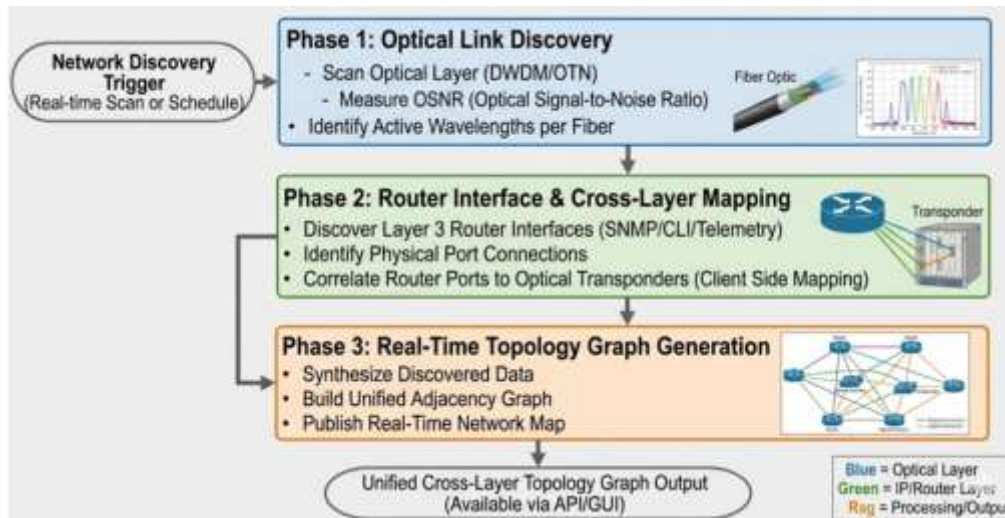 Network Discovery
Trigger
(Real-time Scan or Schedule)
Phase 1: Optical Link Discovery
- Scan Optical Layer (DWDM/OTN)
- Measure OSNR (Optical Signal-to-Noise Ratio)
• Identify Active Wavelengths per Fiber
Fiber Optic
Phase 2: Router Interface & Cross-Layer Mapping
• Discover Layer 3 Router Interfaces (SNMP/CLI/Telemetry)
• Identify Physical Port Connections
• Correlate Router Ports to Optical Transponders (Client Side Mapping)
Transponder
Phase 3: Real-Time Topology Graph Generation
• Synthesize Discovered Data
• Build Unified Adjacency Graph
• Publish Real-Time Network Map
Unified Cross-Layer Topology Graph Output
(Available via API/GUI)
Blue = Optical Layer
Green = IP/Router Layer
Rag = Processing/Output